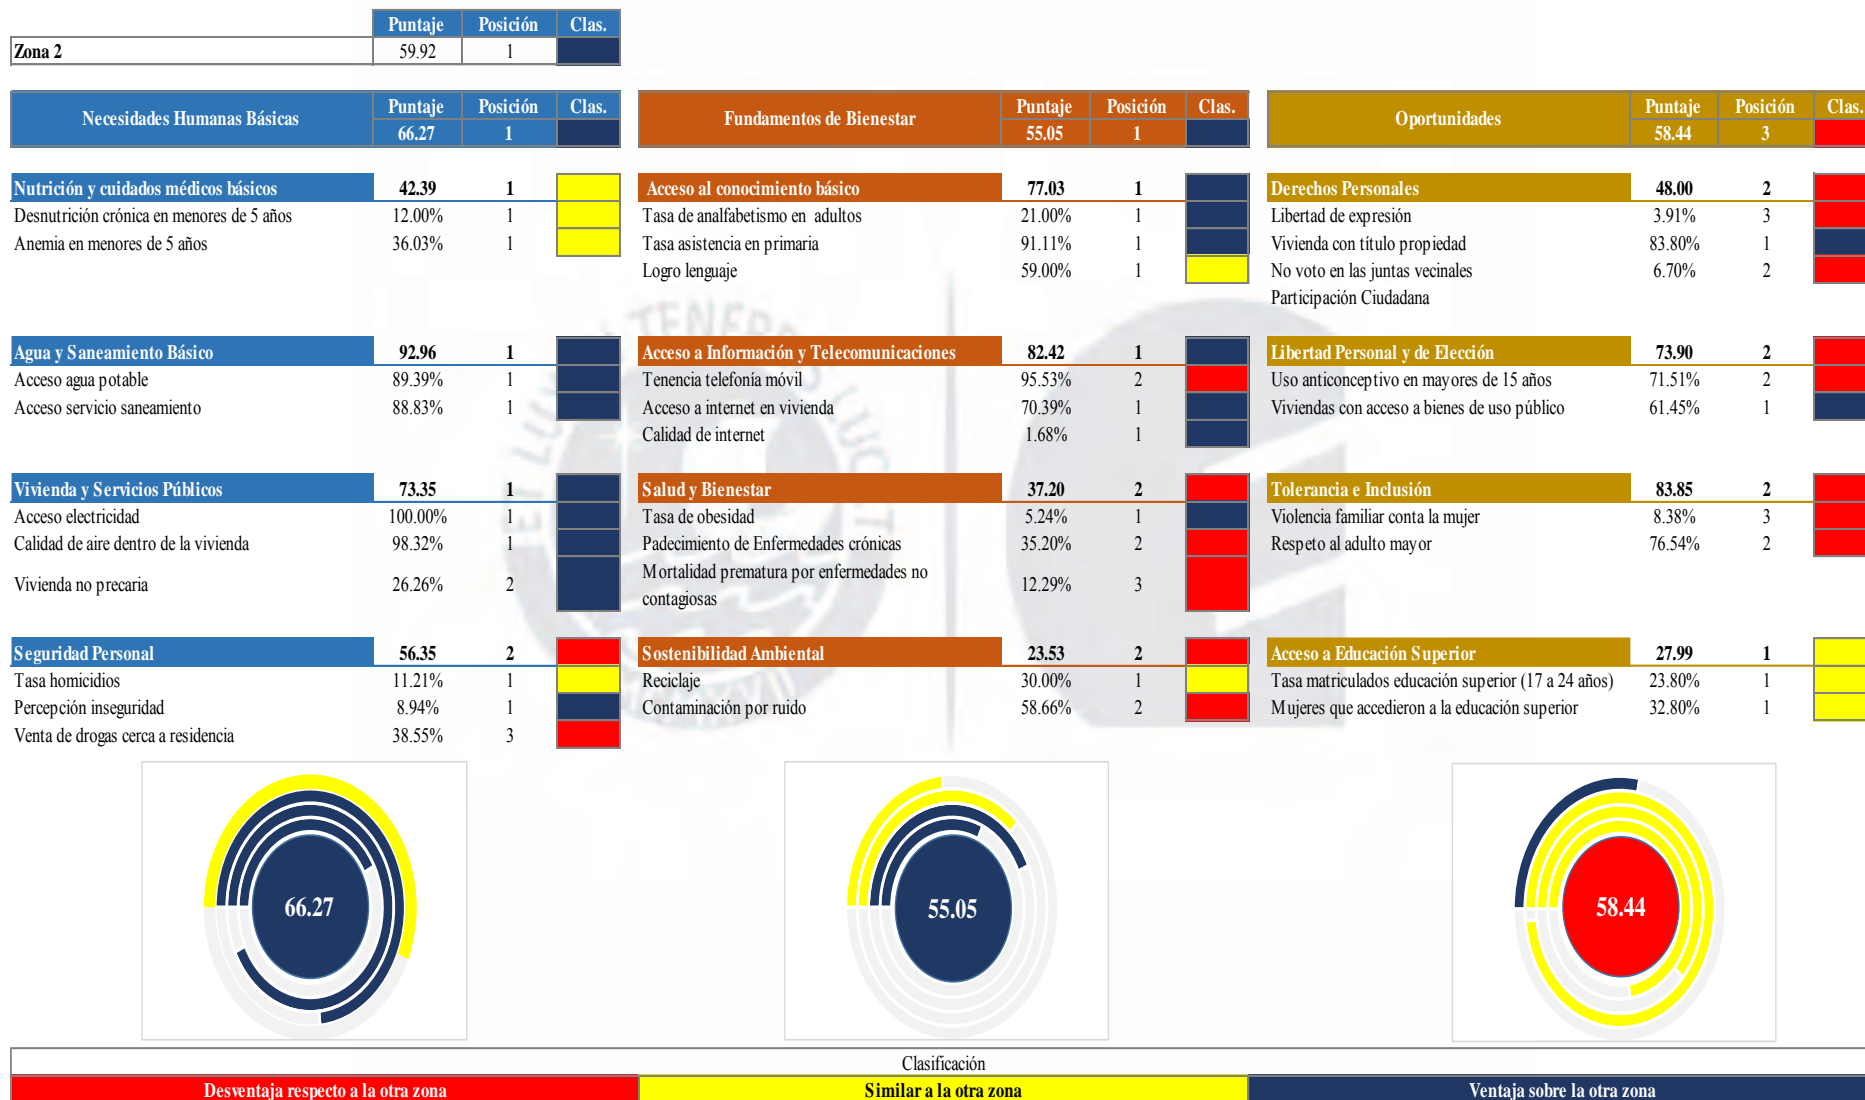 Puntaje Posición Clas.
Zona 2 59.92 1
Necesidades Humanas Básicas Puntaje Posición Clas.
66.27 1
Fundamentos de Bienestar Puntaje Posición Clas.
55.05 1
Oportunidades Puntaje Posición Clas.
58.44 3
Nutrición y cuidados médicos básicos 42.39 1
Desnutrición crónica en menores de 5 años 12.00% 1
Anemia en menores de 5 años 36.03% 1
Acceso al conocimiento básico 77.03 1
Tasa de analfabetismo en adultos 21.00% 1
Tasa asistencia en primaria 91.11% 1
Logro lenguaje 59.00% 1
Derechos Personales 48.00 2
Libertad de expresión 3.91% 3
Vivienda con título propiedad 83.80% 1
No voto en las juntas vecinales 6.70% 2
Participación Ciudadana
Agua y Saneamiento Básico 92.96 1
Acceso agua potable 89.39% 1
Acceso servicio saneamiento 88.83% 1
Acceso a Información y Telecomunicaciones 82.42 1
Tenencia telefonía móvil 95.53% 2
Acceso a internet en vivienda 70.39% 1
Calidad de internet 1.68% 1
Libertad Personal y de Elección 73.90 2
Uso anticonceptivo en mayores de 15 años 71.51% 2
Viviendas con acceso a bienes de uso público 61.45% 1
Vivienda y Servicios Públicos 73.35 1
Acceso electricidad 100.00% 1
Calidad de aire dentro de la vivienda 98.32% 1
Vivienda no precaria 26.26% 2
Salud y Bienestar 37.20 2
Tasa de obesidad 5.24% 1
Padecimiento de Enfermedades crónicas 35.20% 2
Mortalidad prematura por enfermedades no
contagiosas 12.29% 3
Tolerancia e Inclusión 83.85 2
Violencia familiar conta la mujer 8.38% 3
Respeto al adulto mayor 76.54% 2
Seguridad Personal 56.35 2
Tasa homicidios 11.21% 1
Percepción inseguridad 8.94% 1
Venta de drogas cerca a residencia 38.55% 3
Sostenibilidad Ambiental 23.53 2
Reciclaje 30.00% 1
Contaminación por ruido 58.66% 2
Acceso a Educación Superior 27.99 1
Tasa matriculados educación superior (17 a 24 años) 23.80% 1
Mujeres que accedieron a la educación superior 32.80% 1
66.27
55.05
58.44
Clasificación
Desventaja respecto a la otra zona
Similar a la otra zona
Ventaja sobre la otra zona